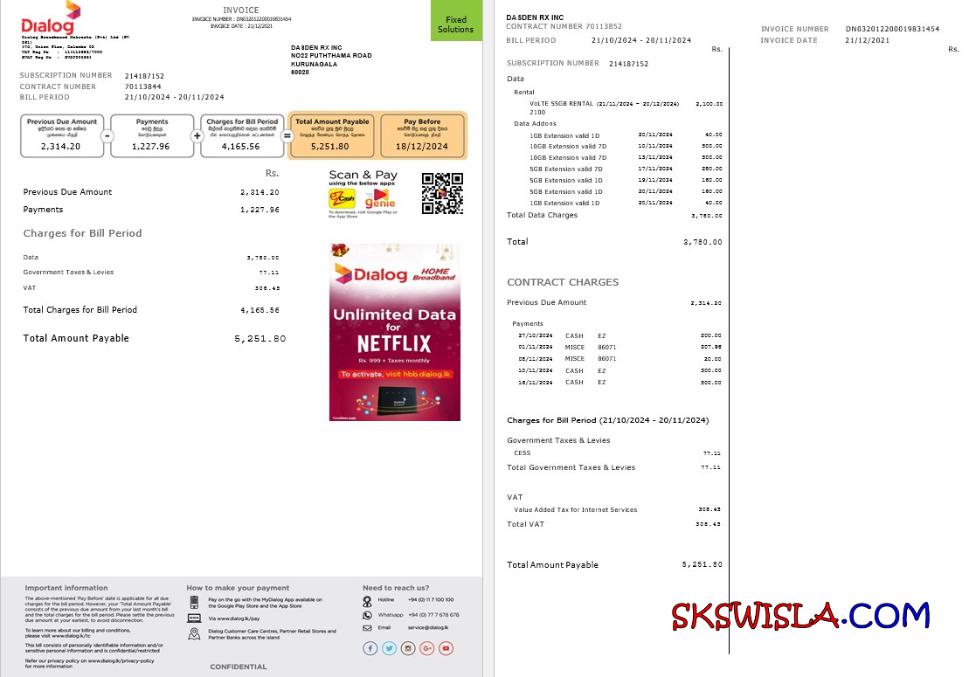 Dialog
INVOICE
INVOICE NUMBER : DN032012200019831454
INVOICE DATE : 21/12/2021
Fixed
Solutions
Dialog Broadband Networks (Pvt) Ltd (PV
475, Union Place, Colombo 02
DASDEN RX INC
NO22 PUTHTHAMA ROAD
KURUNAGALA
60020
SUBSCRIPTION NUMBER 214187152
CONTRACT NUMBER 70113844
BILL PERIOD 21/10/2024 - 20/11/2024
Previous Due Amount
2,314.20
-
Payments
1,227.96
+
Charges for Bill Period
4,165.56
=
Total Amount Payable
5,251.80
Pay Before
18/12/2024
Rs.
Previous Due Amount 2,314.20
Payments 1,227.96
Charges for Bill Period
Data 3,780.00
Government Taxes & Levies 77.11
VAT 308.45
Total Charges for Bill Period 4,165.56
Total Amount Payable 5,251.80
Scan & Pay
using the below apps
eZ Cash
genie
To download, visit Google Play or
the App Store
Dialog HOME Broadband
Unlimited Data
for
NETFLIX
Rs. 999 + Taxes monthly
To activate, visit hbb.dialog.lk
Important information
The above-mentioned 'Pay Before' date is applicable for all due
charges for the bill period. However, your 'Total Amount Payable'
consists of the previous due amount from your last month's bill
and the total charges for the bill period. Please settle the previous
due amount at your earliest, to avoid disconnection.
To learn more about our billing and conditions,
please visit www.dialog.lk/tc
This bill consists of personally identifiable information and/or
sensitive personal information and is confidential/restricted
Refer our privacy policy on www.dialog.lk/privacy-policy
for more information
How to make your payment
Pay on the go with the MyDialog App available on
the Google Play Store and the App Store
Via www.dialog.lk/pay
Dialog Customer Care Centres, Partner Retail Stores and
Partner Banks across the island
Need to reach us?
Hotline +94 (0) 11 7 100 100
Whatsapp +94 (0) 77 7 678 678
Email service@dialog.lk
CONFIDENTIAL
DASDEN RX INC
CONTRACT NUMBER 70113852
BILL PERIOD 21/10/2024 - 20/11/2024
Rs.
INVOICE NUMBER DN032012200019831454
INVOICE DATE 21/12/2021
Rs.
SUBSCRIPTION NUMBER 214187152
Data
Rental
VoLTE 55GB RENTAL (21/11/2024 - 20/12/2024) 2,100.00
2100
Data Addons
1GB Extension valid 1D 20/11/2024 40.00
10GB Extension valid 7D 10/11/2024 500.00
10GB Extension valid 7D 13/11/2024 500.00
5GB Extension valid 7D 17/11/2024 280.00
5GB Extension valid 1D 19/11/2024 160.00
5GB Extension valid 1D 20/11/2024 160.00
1GB Extension valid 1D 20/11/2024 40.00
Total Data Charges 3,780.00
Total 3,780.00
CONTRACT CHARGES
Previous Due Amount 2,314.20
Payments
27/10/2024 CASH EZ 200.00
01/11/2024 MISCE 86071 207.96
05/11/2024 MISCE 86071 20.00
10/11/2024 CASH EZ 500.00
16/11/2024 CASH EZ 300.00
Charges for Bill Period (21/10/2024 - 20/11/2024)
Government Taxes & Levies
CESS 77.11
Total Government Taxes & Levies 77.11
VAT
Value Added Tax for Internet Services 308.45
Total VAT 308.45
Total Amount Payable 5,251.80
SKSWISLA.COM